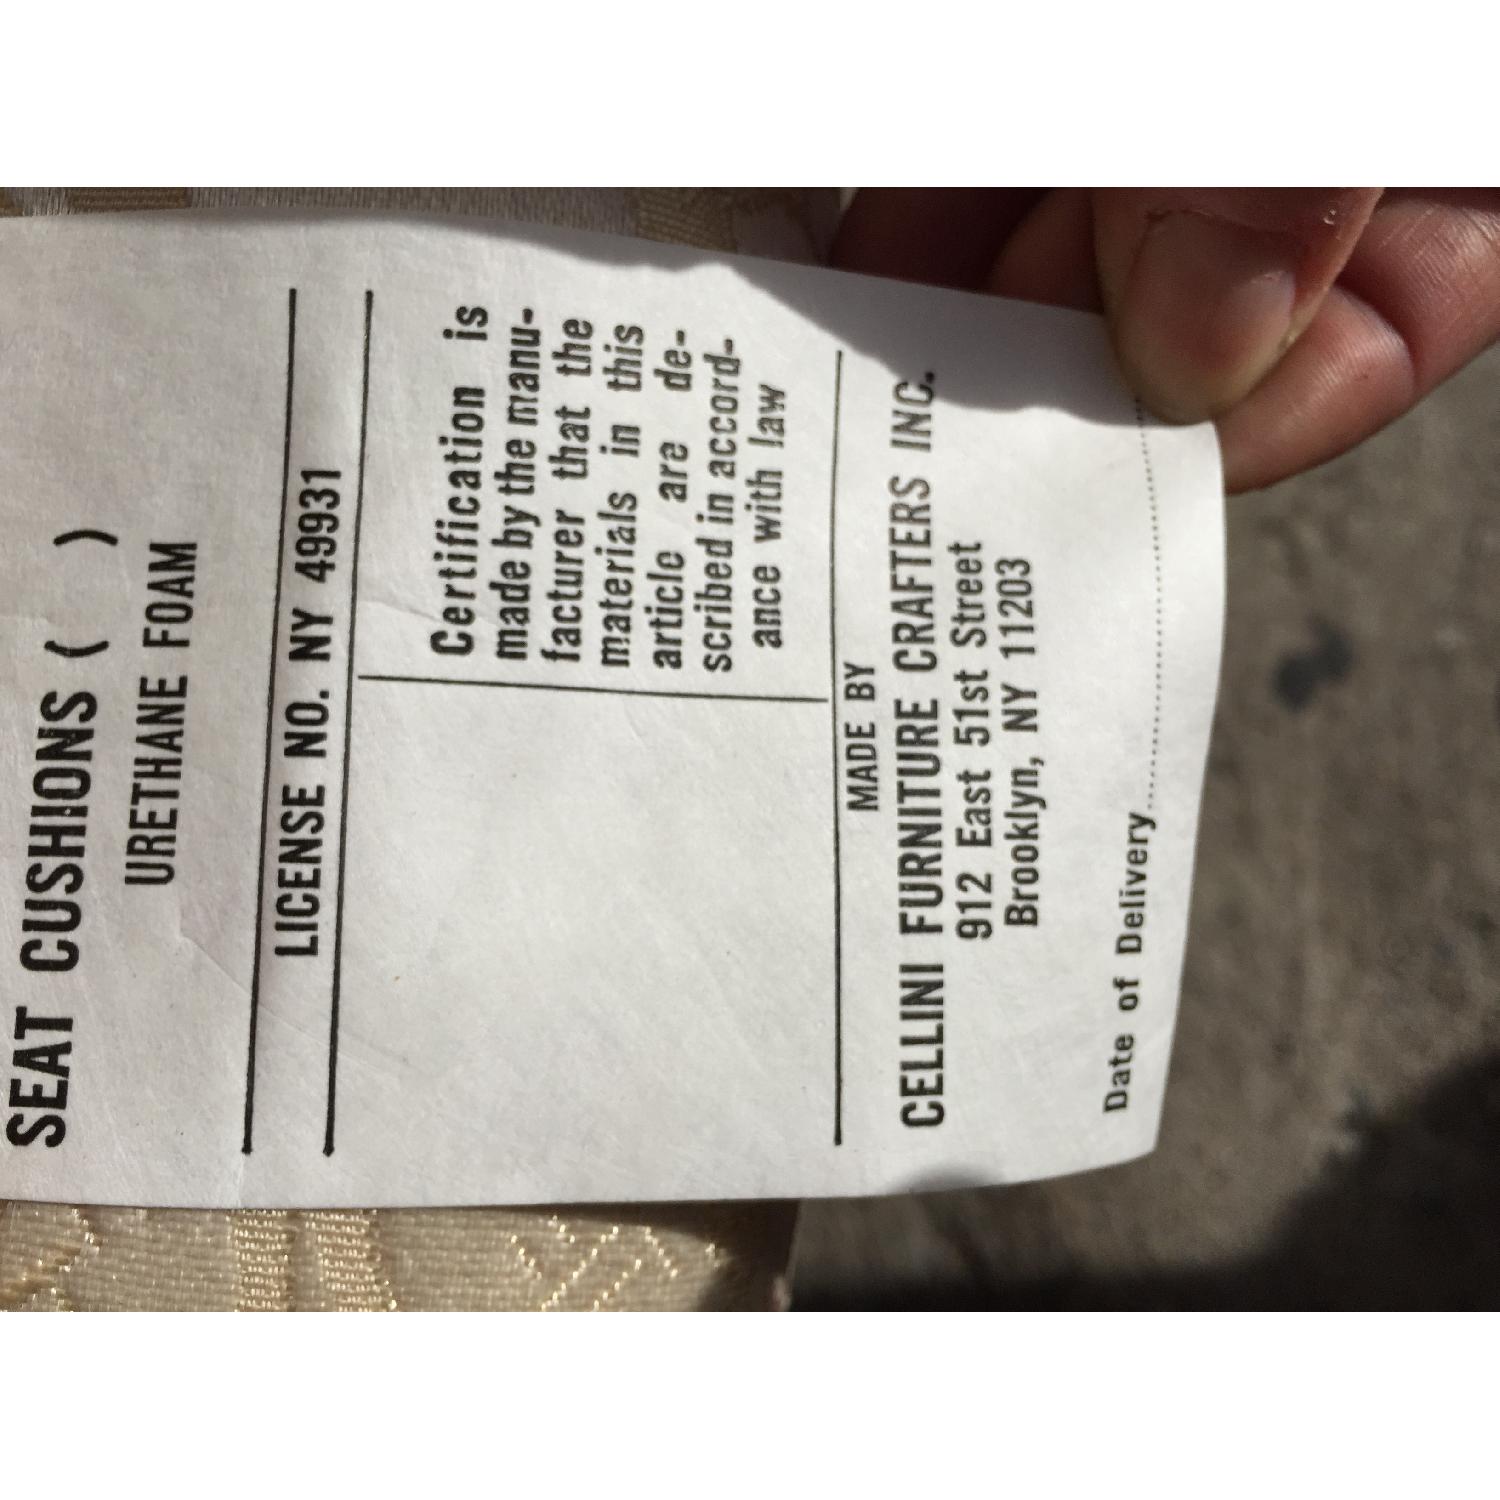 SEAT CUSHIONS ( )
URETHANE FOAM
LICENSE NO. NY 49931
Certification is
made by the manu-
facturer that the
materials in this
article are de-
scribed in accord-
ance with law
MADE BY
CELLINI FURNITURE CRAFTERS INC.
912 East 51st Street
Brooklyn, NY 11203
Date of Delivery....................